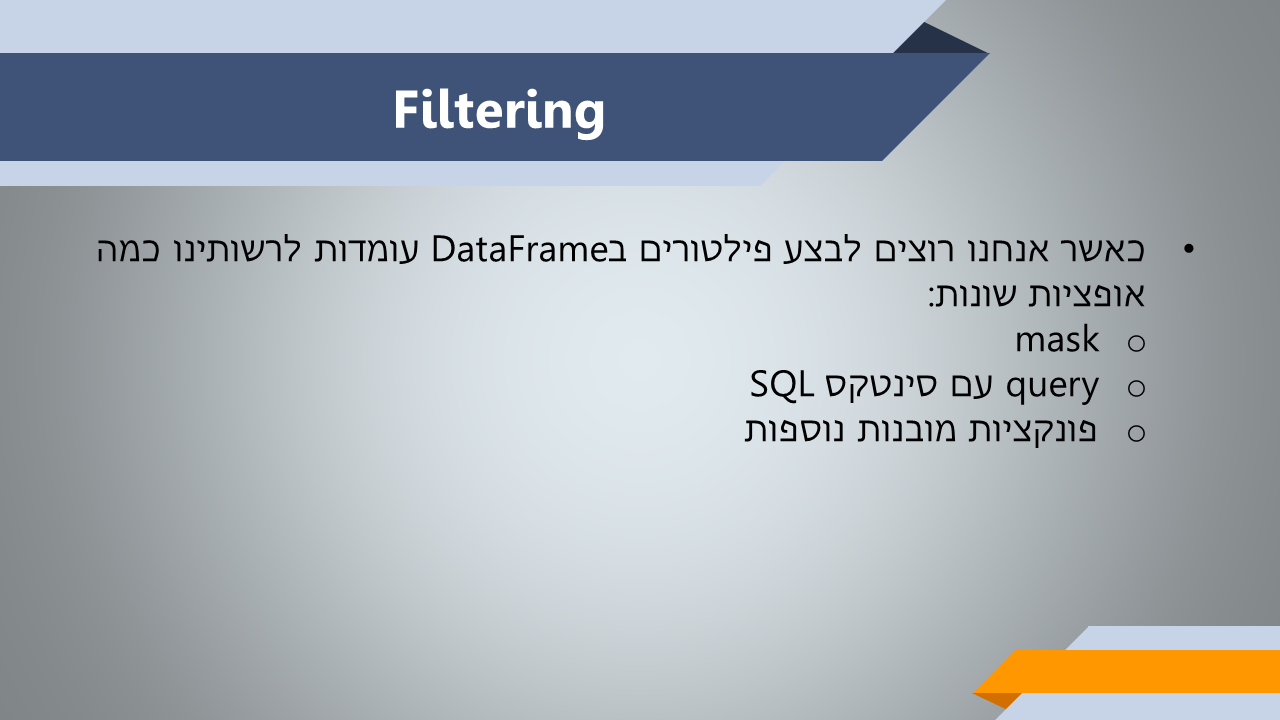 Filtering
• כאשר אנחנו רוצים לבצע פילטורים בDataFrame עומדות לרשותינו כמה
אופציות שונות:
o mask
o query עם סינטקס SQL
o פונקציות מובנות נוספות